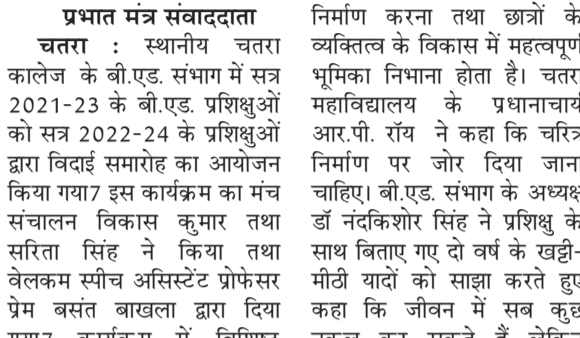 प्रभात मंत्र संवाददाता
चतरा : स्थानीय चतरा
कालेज के बी.एड. संभाग में सत्र
2021-23 के बी.एड. प्रशिक्षुओं
को सत्र 2022-24 के प्रशिक्षुओं
द्वारा विदाई समारोह का आयोजन
किया गया7 इस कार्यक्रम का मंच
संचालन विकास कुमार तथा
सरिता सिंह ने किया तथा
वेलकम स्पीच असिस्टेंट प्रोफेसर
प्रेम बसंत बाखला द्वारा दिया
निर्माण करना तथा छात्रों के
व्यक्तित्व के विकास में महत्वपूर्ण
भूमिका निभाना होता है। चतरा
महाविद्यालय के प्रधानाचार्य
आर.पी. रॉय ने कहा कि चरित्र
निर्माण पर जोर दिया जाना
चाहिए। बी.एड. संभाग के अध्यक्ष
डॉ नंदकिशोर सिंह ने प्रशिक्षु के
साथ बिताए गए दो वर्ष के खट्टी-
मीठी यादों को साझा करते हुए
कहा कि जीवन में सब कुछ